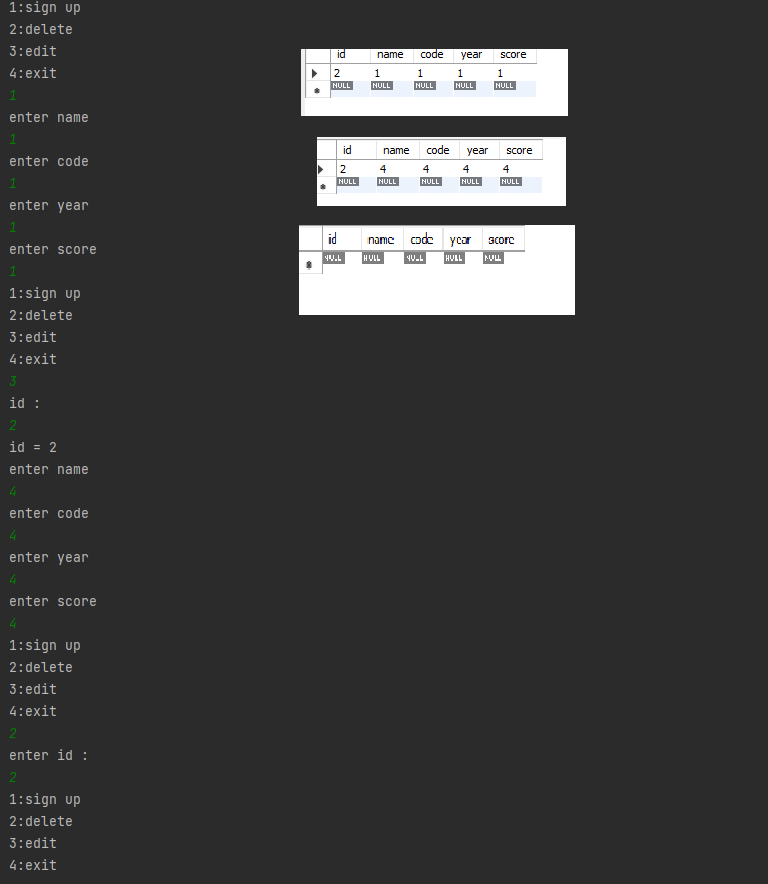 1:sign up
2:delete
3:edit
4:exit
1
enter name
1
enter code
1
enter year
1
enter score
1
1:sign up
2:delete
3:edit
4:exit
3
id :
2
id = 2
enter name
4
enter code
4
enter year
4
enter score
4
1:sign up
2:delete
3:edit
4:exit
2
enter id :
2
1:sign up
2:delete
3:edit
4:exit
id name code year score
2 1 1 1 1
NULL NULL NULL NULL NULL
id name code year score
2 4 4 4 4
NULL NULL NULL NULL NULL
id name code year score
NULL NULL NULL NULL NULL